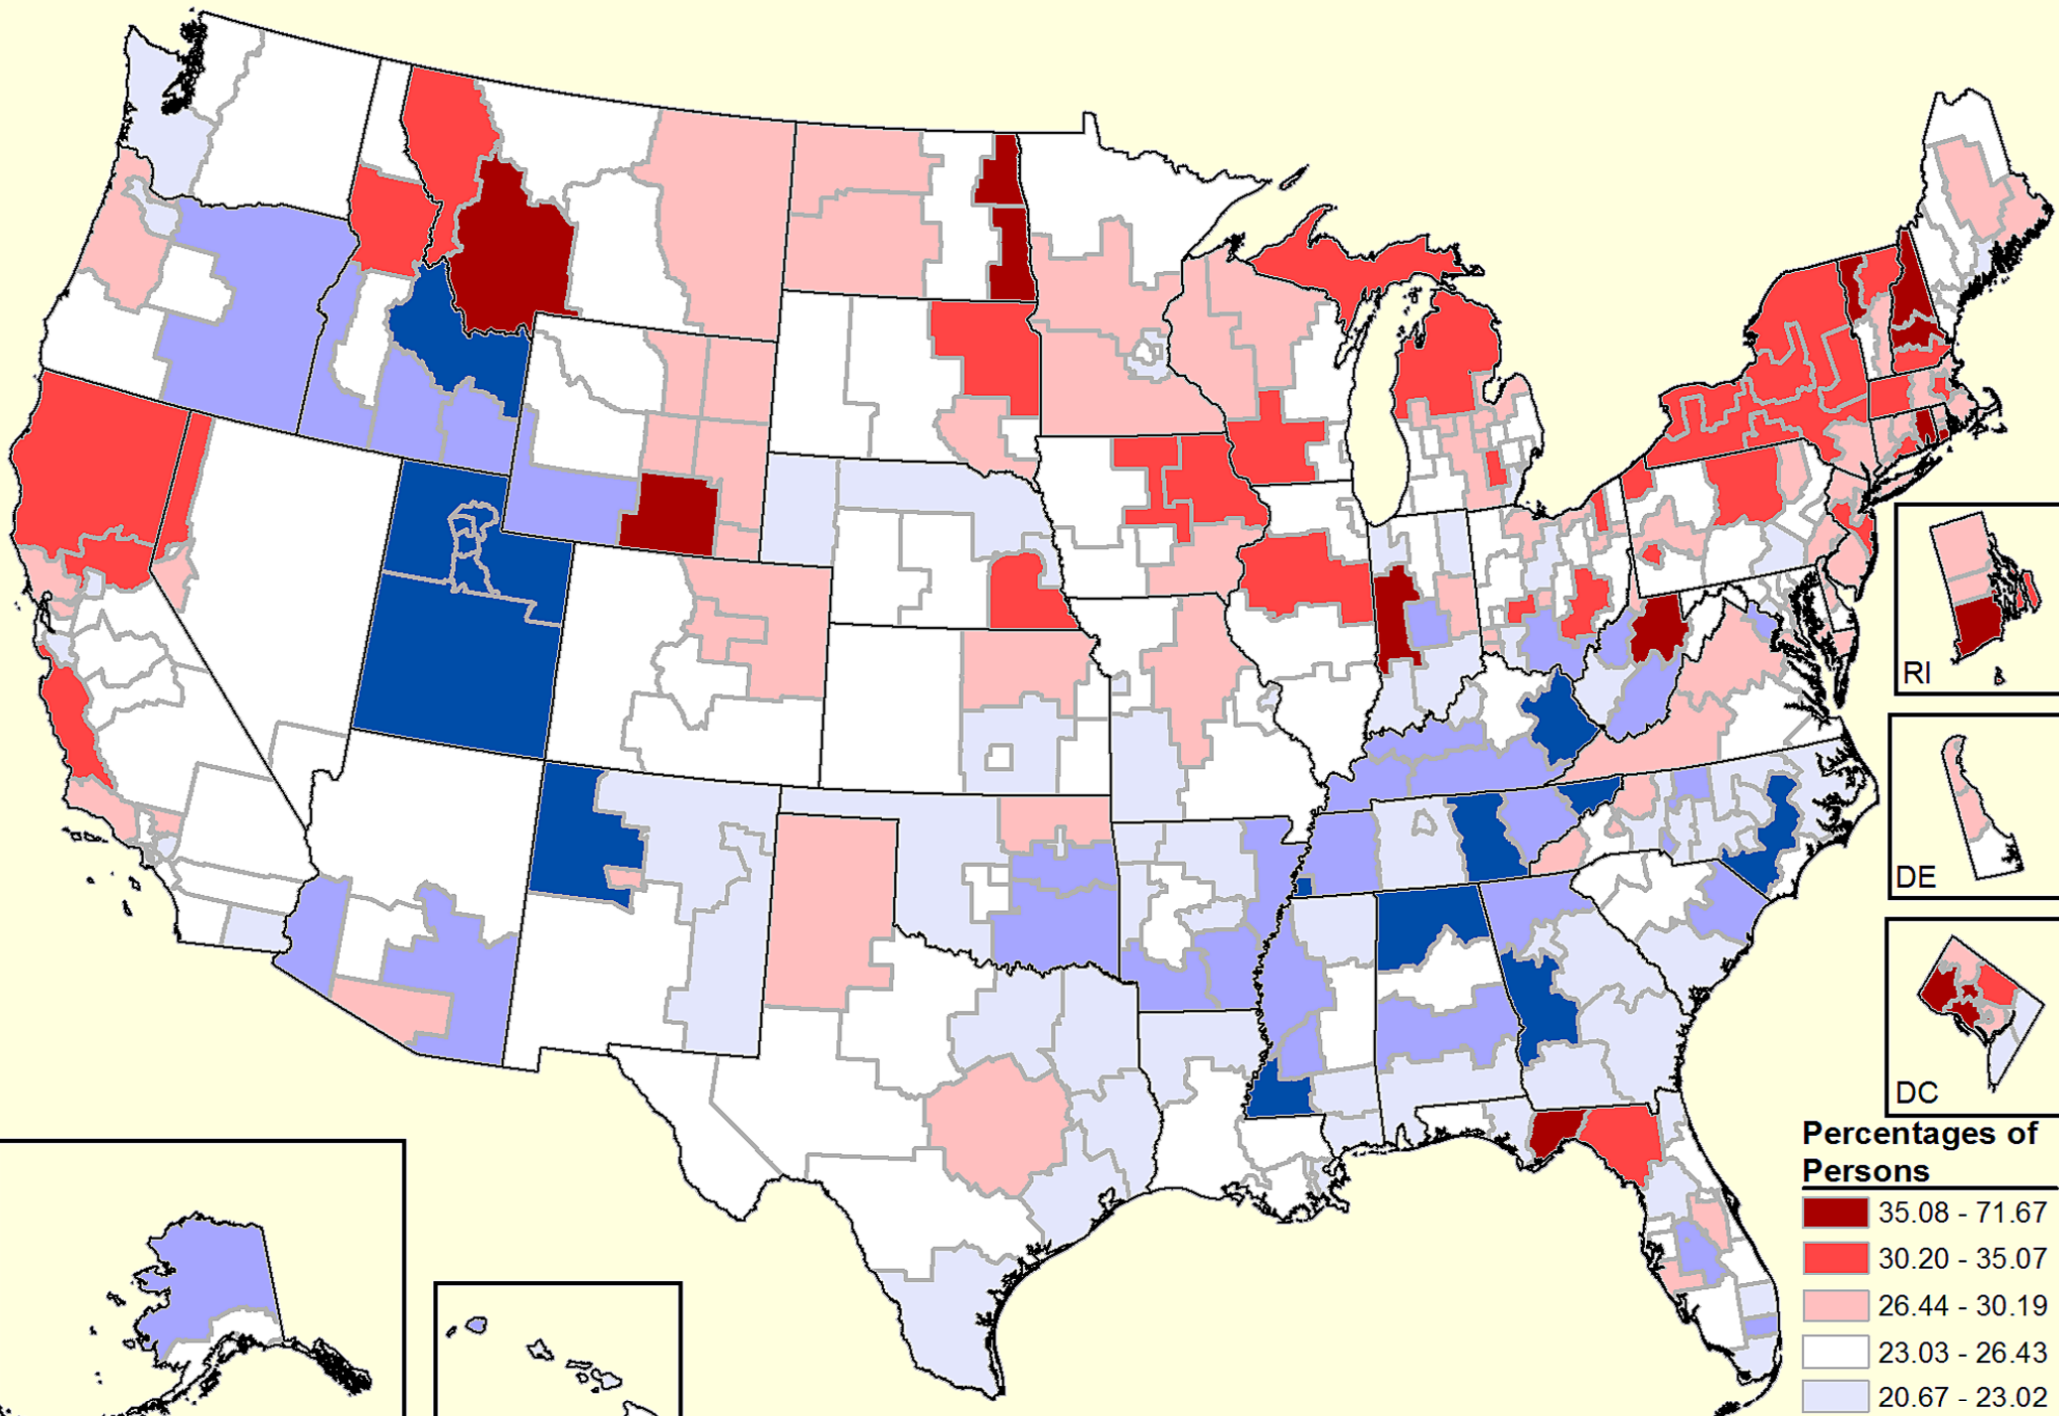 RI
DE
DC
Percentages of
Persons
35.08 - 71.67
30.20 - 35.07
26.44 - 30.19
23.03 - 26.43
20.67 - 23.02